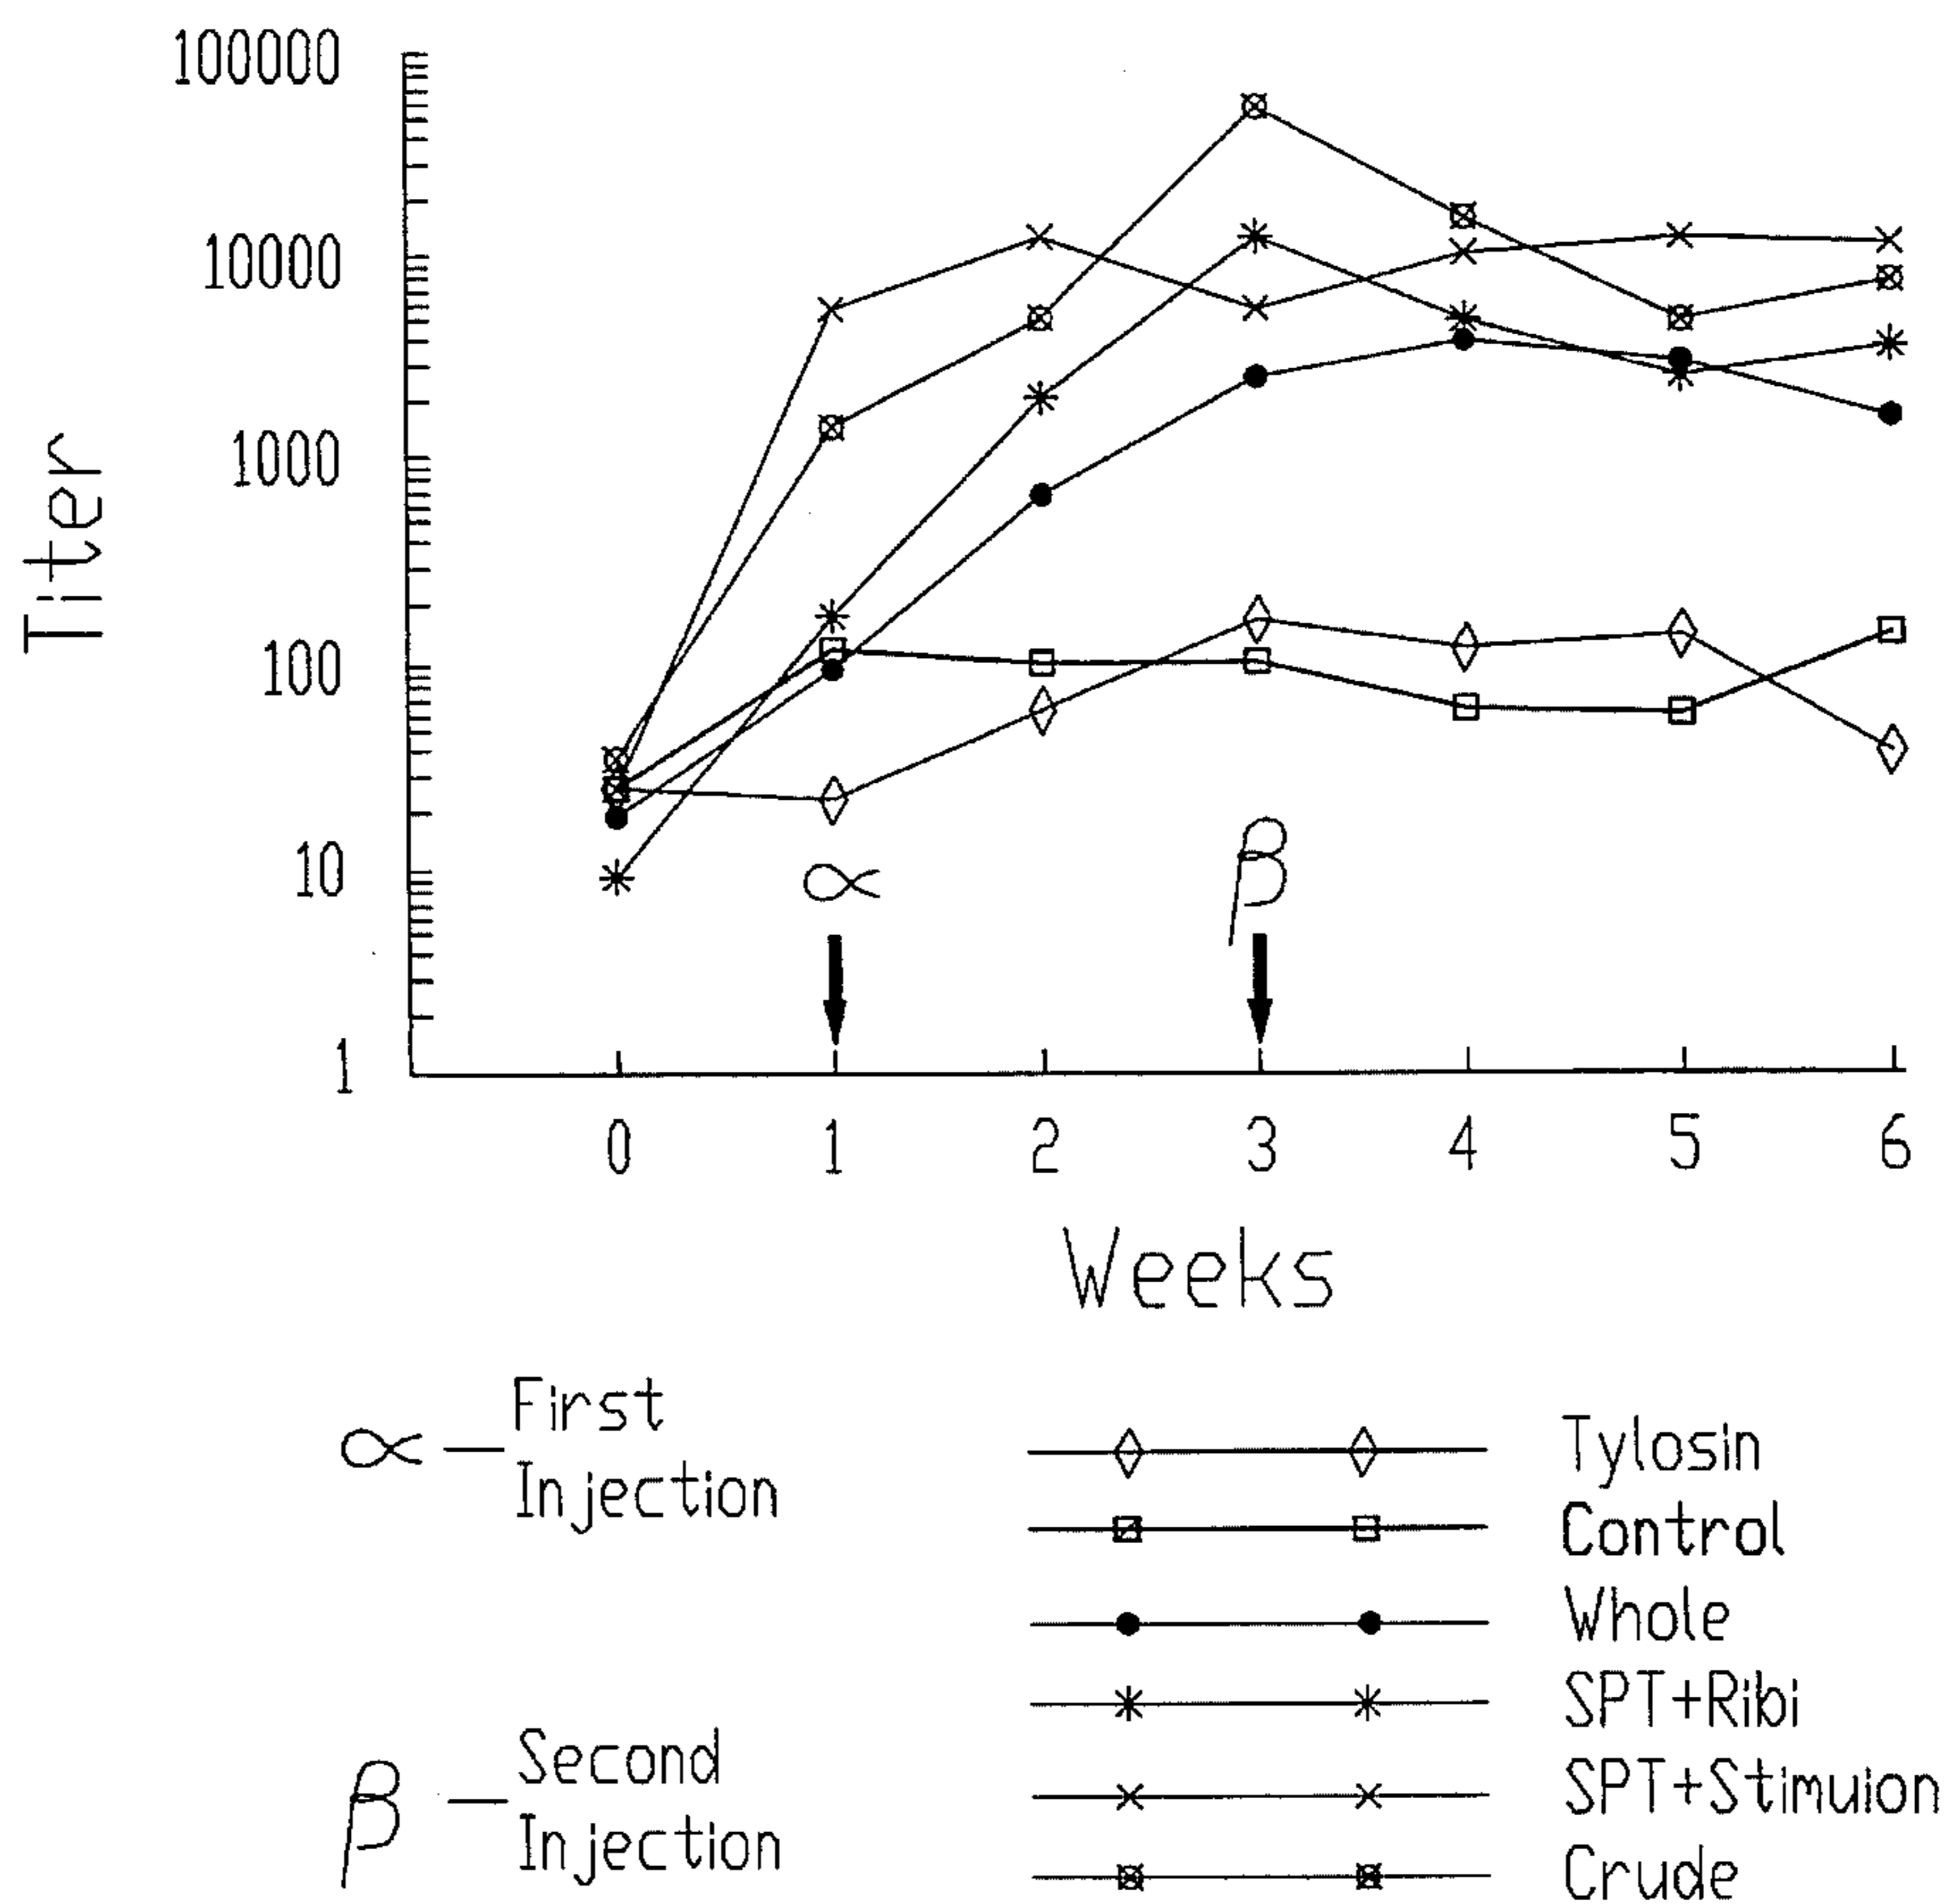 100000
10000
1000
100
10
1
Titer
α
β
0 1 2 3 4 5 6
Weeks
α — First
Injection
β — Second
Injection
Tylosin
Control
Whole
SPT+Ribi
SPT+Stimulon
Crude